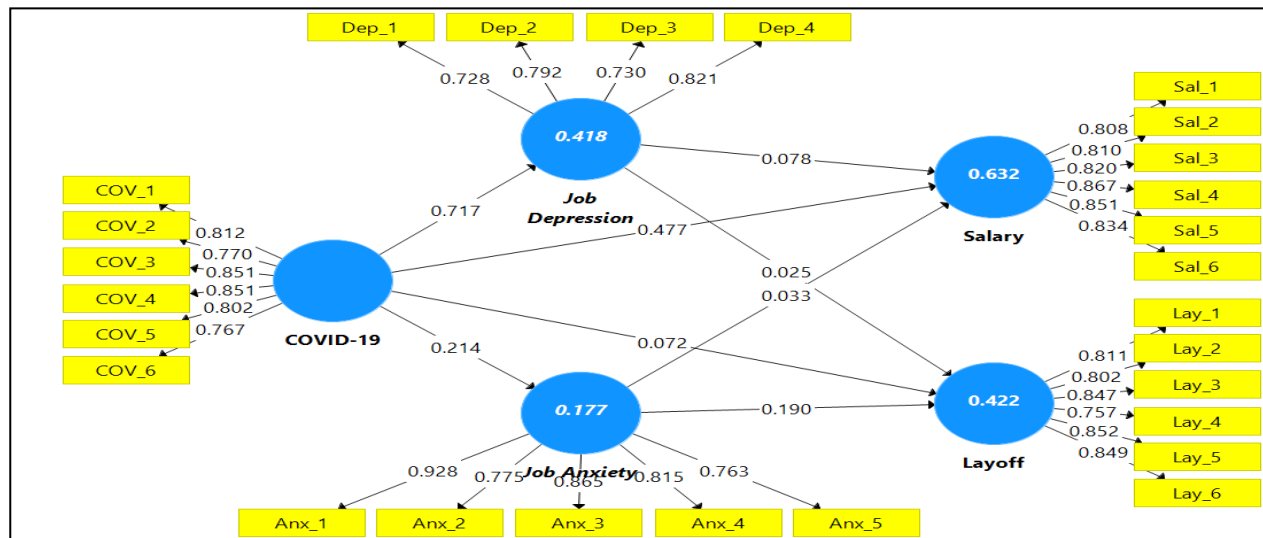 Dep_1
Dep_2
Dep_3
Dep_4
0.728
0.792
0.730
0.821
0.418
Job
Depression
COV_1
COV_2
COV_3
COV_4
COV_5
COV_6
0.812
0.770
0.851
0.851
0.802
0.767
COVID-19
0.717
0.214
0.078
0.477
0.025
0.033
0.072
0.190
0.177
Job Anxiety
0.928
0.775
0.865
0.815
0.763
Anx_1
Anx_2
Anx_3
Anx_4
Anx_5
0.632
Salary
0.808
0.810
0.820
0.867
0.851
0.834
Sal_1
Sal_2
Sal_3
Sal_4
Sal_5
Sal_6
0.422
Layoff
0.811
0.802
0.847
0.757
0.852
0.849
Lay_1
Lay_2
Lay_3
Lay_4
Lay_5
Lay_6